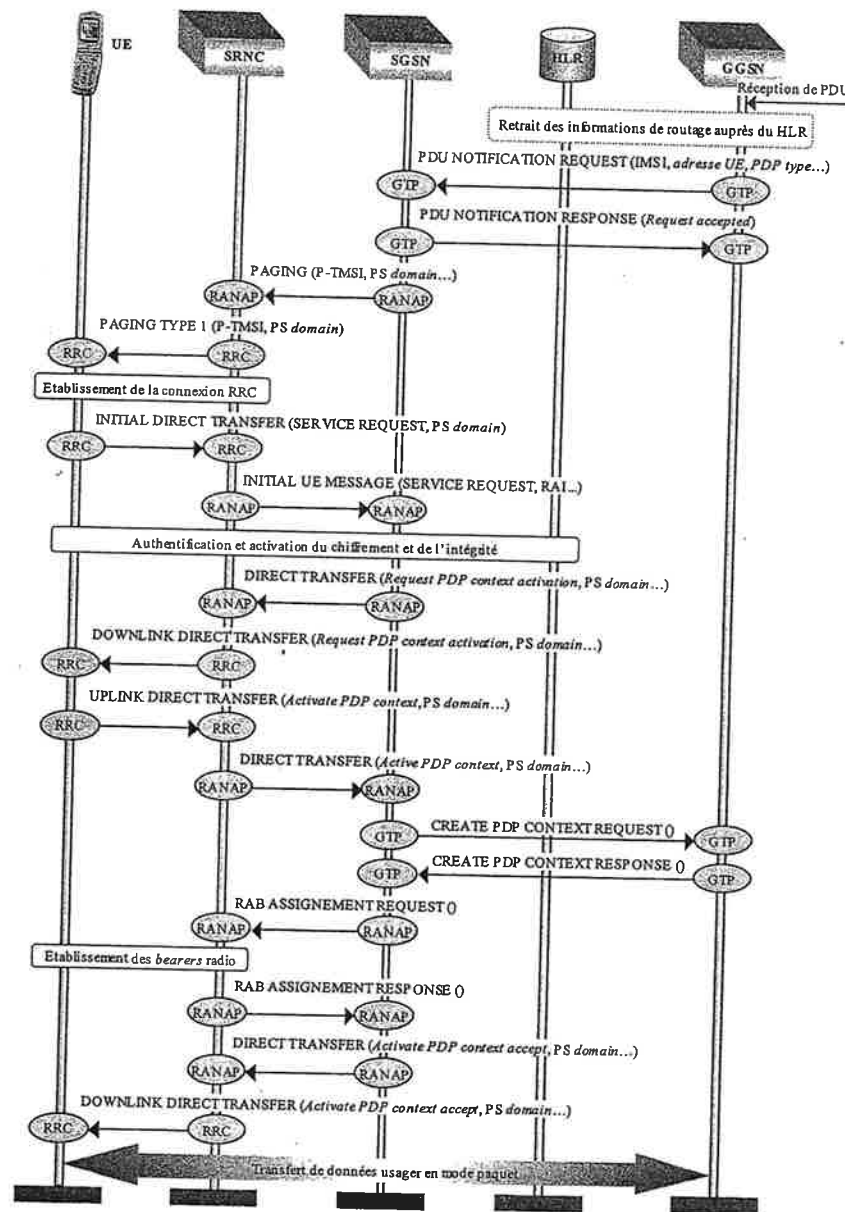 UE
SRNC
SGSN
HLR
GGSN
Réception de PDU
Retrait des informations de routage auprès du HLR
PDU NOTIFICATION REQUEST (IMSI, adresse UE, PDP type...)
GTP
GTP
PDU NOTIFICATION RESPONSE (Request accepted)
GTP
GTP
PAGING (P-TMSI, PS domain...)
RANAP
RANAP
PAGING TYPE 1 (P-TMSI, PS domain)
RRC
RRC
Etablissement de la connexion RRC
INITIAL DIRECT TRANSFER (SERVICE REQUEST, PS domain)
RRC
RRC
INITIAL UE MESSAGE (SERVICE REQUEST, RAI...)
RANAP
RANAP
Authentification et activation du chiffrement et de l'intégrité
DIRECT TRANSFER (Request PDP context activation, PS domain...)
RANAP
RANAP
DOWNLINK DIRECT TRANSFER (Request PDP context activation, PS domain...)
RRC
RRC
UPLINK DIRECT TRANSFER (Activate PDP context, PS domain...)
RRC
RRC
DIRECT TRANSFER (Active PDP context, PS domain...)
RANAP
RANAP
CREATE PDP CONTEXT REQUEST ()
GTP
GTP
CREATE PDP CONTEXT RESPONSE ()
GTP
GTP
RAB ASSIGNEMENT REQUEST ()
RANAP
RANAP
Etablissement des bearers radio
RAB ASSIGNEMENT RESPONSE ()
RANAP
RANAP
DIRECT TRANSFER (Activate PDP context accept, PS domain...)
RANAP
RANAP
DOWNLINK DIRECT TRANSFER (Activate PDP context accept, PS domain...)
RRC
RRC
Transfert de données usager en mode paquet